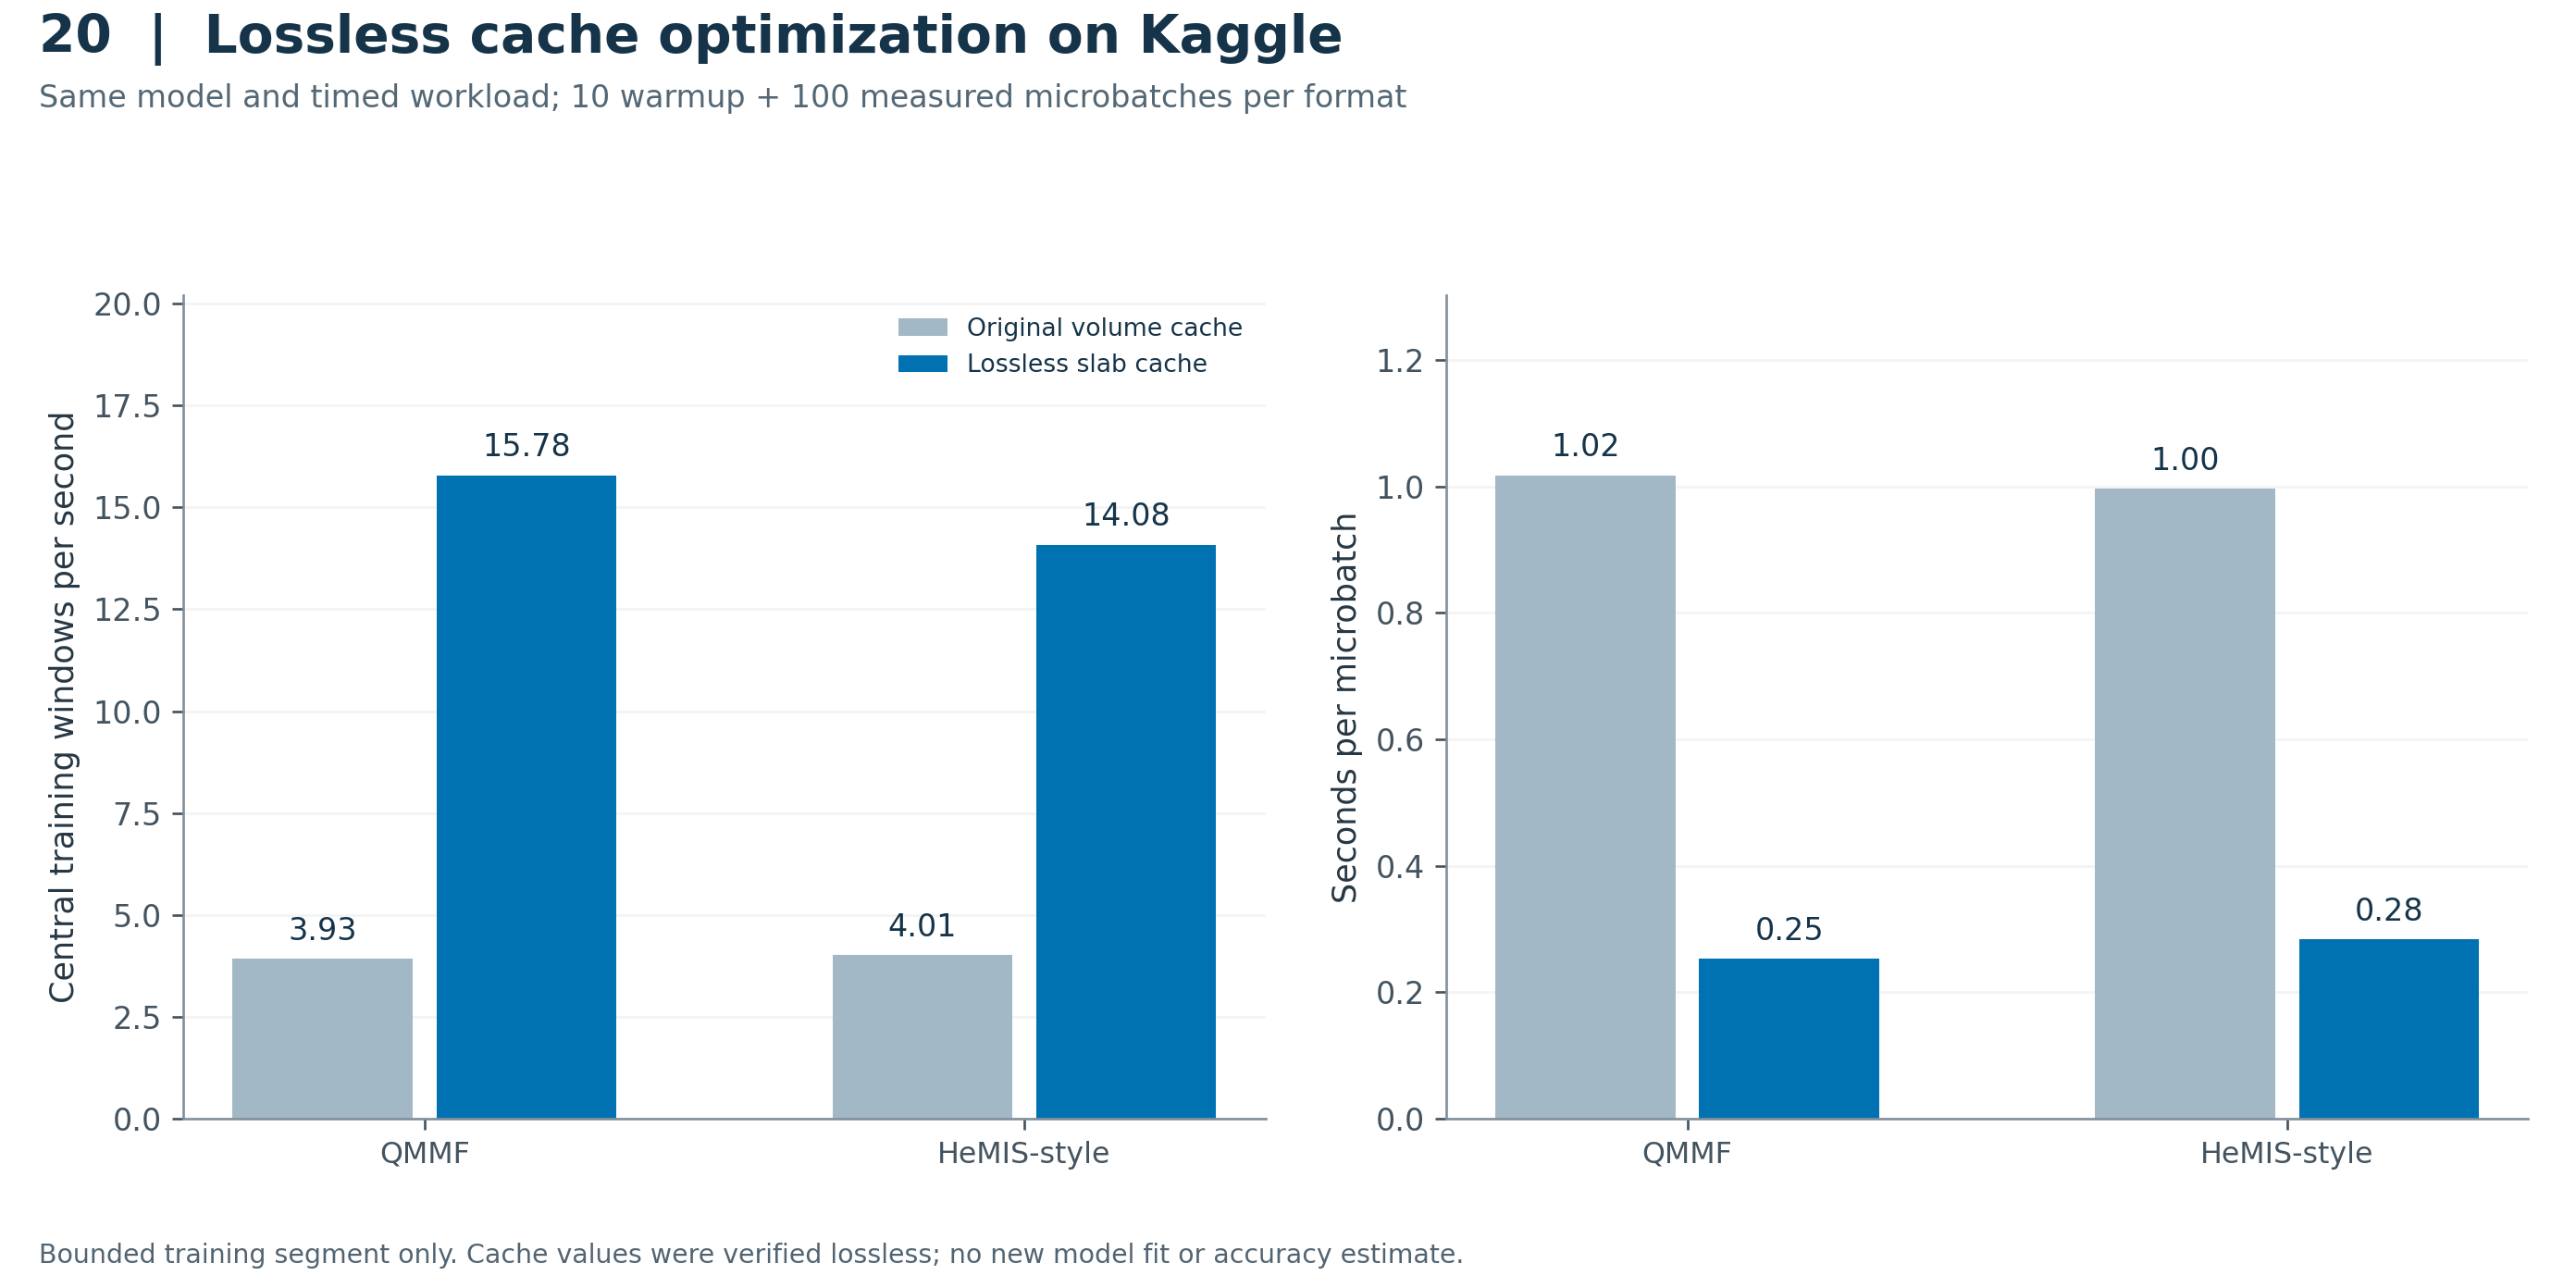 20 | Lossless cache optimization on Kaggle
Same model and timed workload; 10 warmup + 100 measured microbatches per format
Central training windows per second
20.0
17.5
15.0
12.5
10.0
7.5
5.0
2.5
0.0
Original volume cache
Lossless slab cache
3.93
15.78
4.01
14.08
QMMF
HeMIS-style
Seconds per microbatch
1.2
1.0
0.8
0.6
0.4
0.2
0.0
1.02
0.25
1.00
0.28
QMMF
HeMIS-style
Bounded training segment only. Cache values were verified lossless; no new model fit or accuracy estimate.